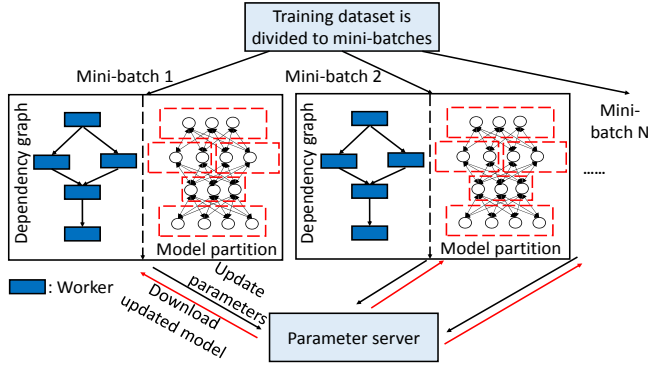 Training dataset is
divided to mini-batches
Mini-batch 1
Mini-batch 2
Mini-
batch N
......
Dependency graph
Model partition
Dependency graph
Model partition
: Worker
Update
parameters
Download
updated model
Parameter server